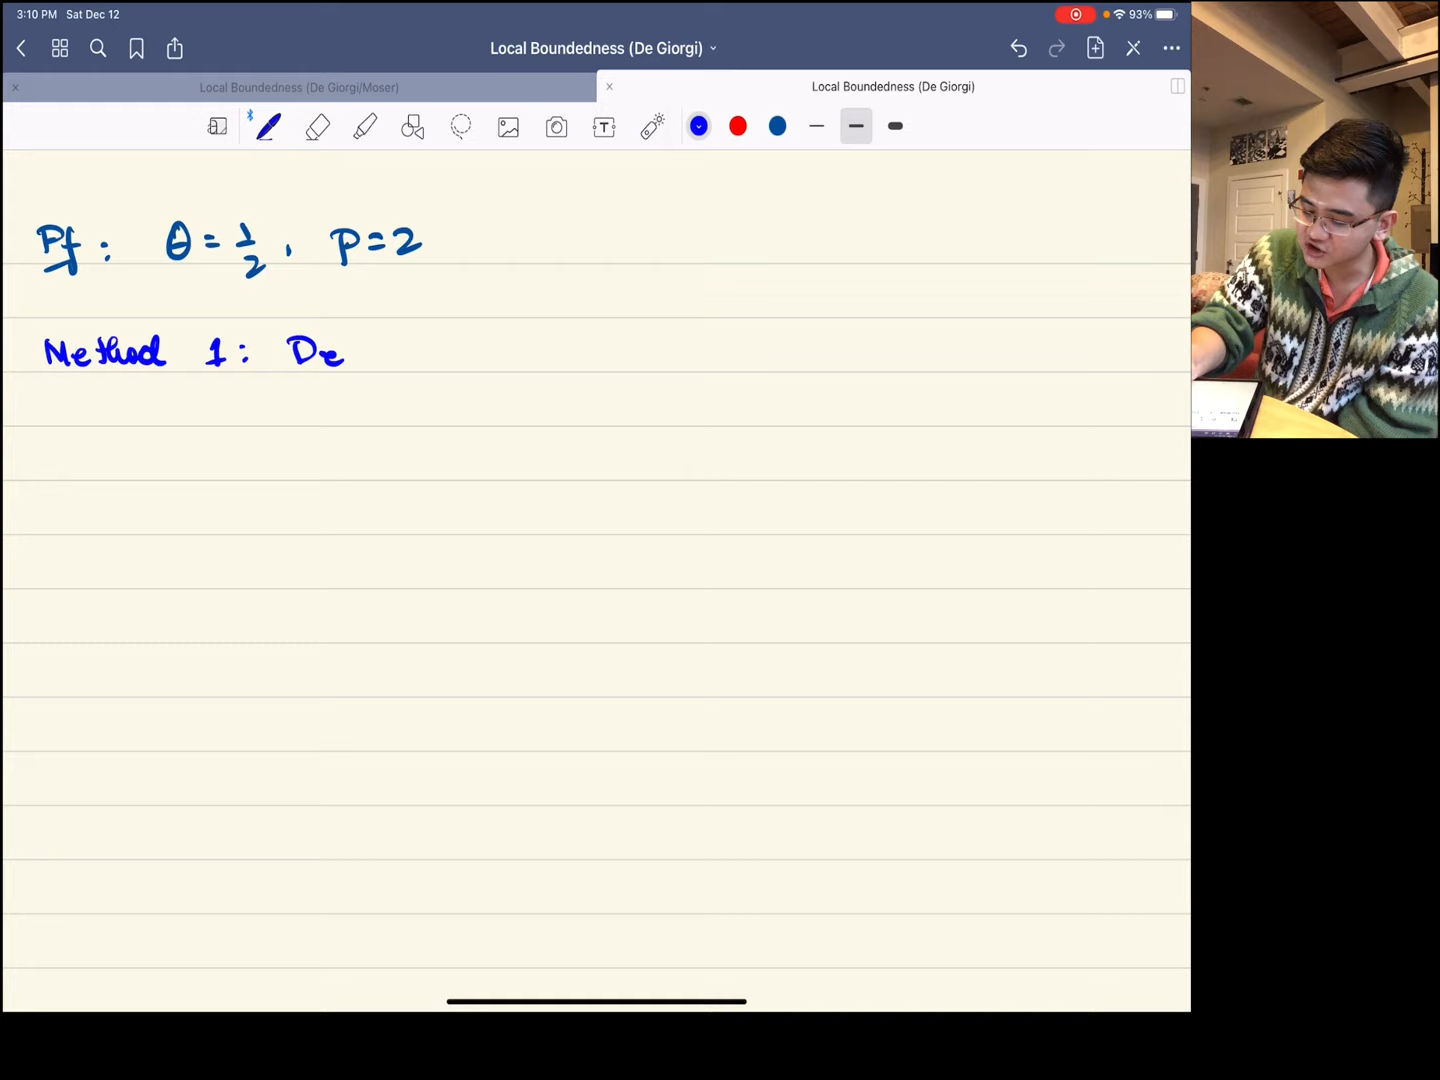 3:10 PM Sat Dec 12
93%
Local Boundedness (De Giorgi)
Local Boundedness (De Giorgi/Moser)
Local Boundedness (De Giorgi)
Pf: θ = 1/2, p = 2
Method 1: De